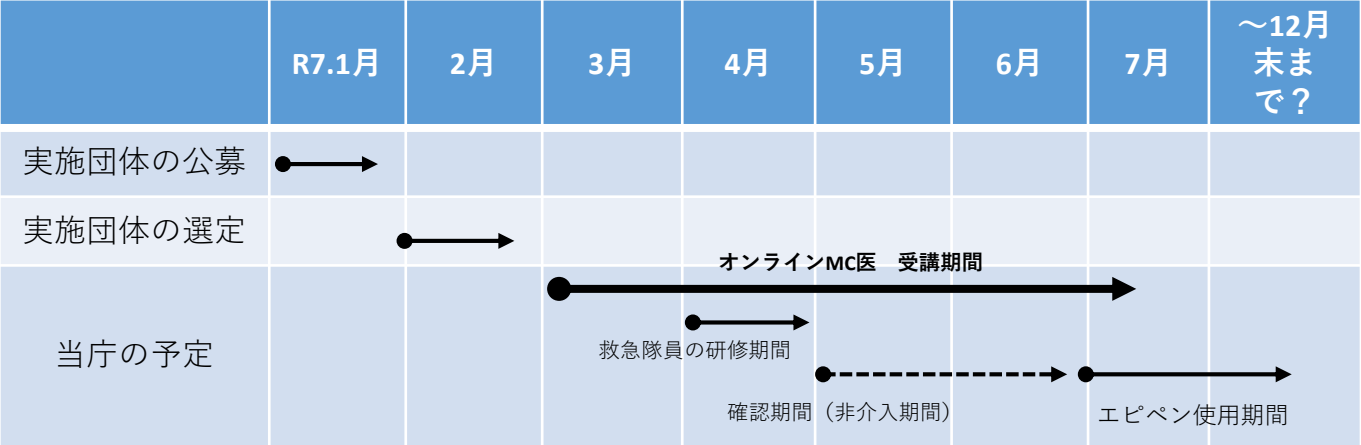 R7.1月
2月
3月
4月
5月
6月
7月
～12月
末ま
で？
実施団体の公募
実施団体の選定
オンラインMC医　受講期間
当庁の予定
救急隊員の研修期間
確認期間（非介入期間）
エピペン使用期間